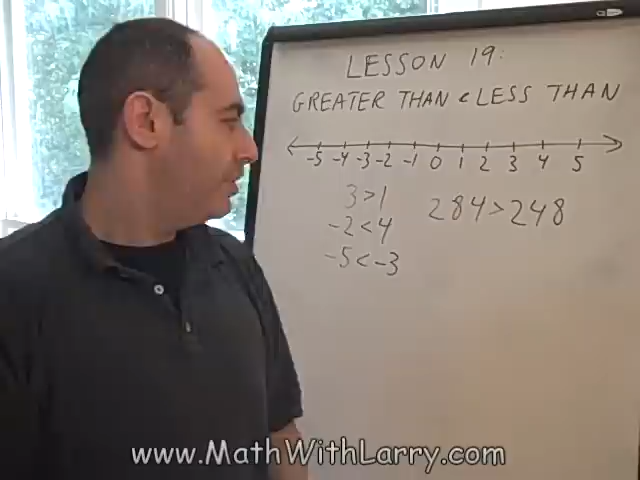 LESSON 19:
GREATER THAN & LESS THAN
-5 -4 -3 -2 -1 0 1 2 3 4 5
3 > 1
-2 < 4
-5 < -3
284 > 248
www.MathWithLarry.com